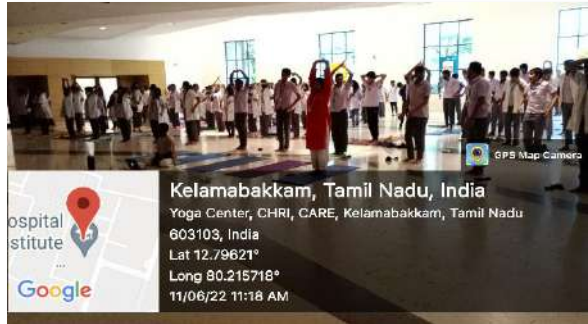 GPS Map Camera
Kelamabakkam, Tamil Nadu, India
Yoga Center, CHRI, CARE, Kelamabakkam, Tamil Nadu
603103, India
Lat 12.79621°
Long 80.215718°
11/06/22 11:18 AM
ospital
stitute
Google